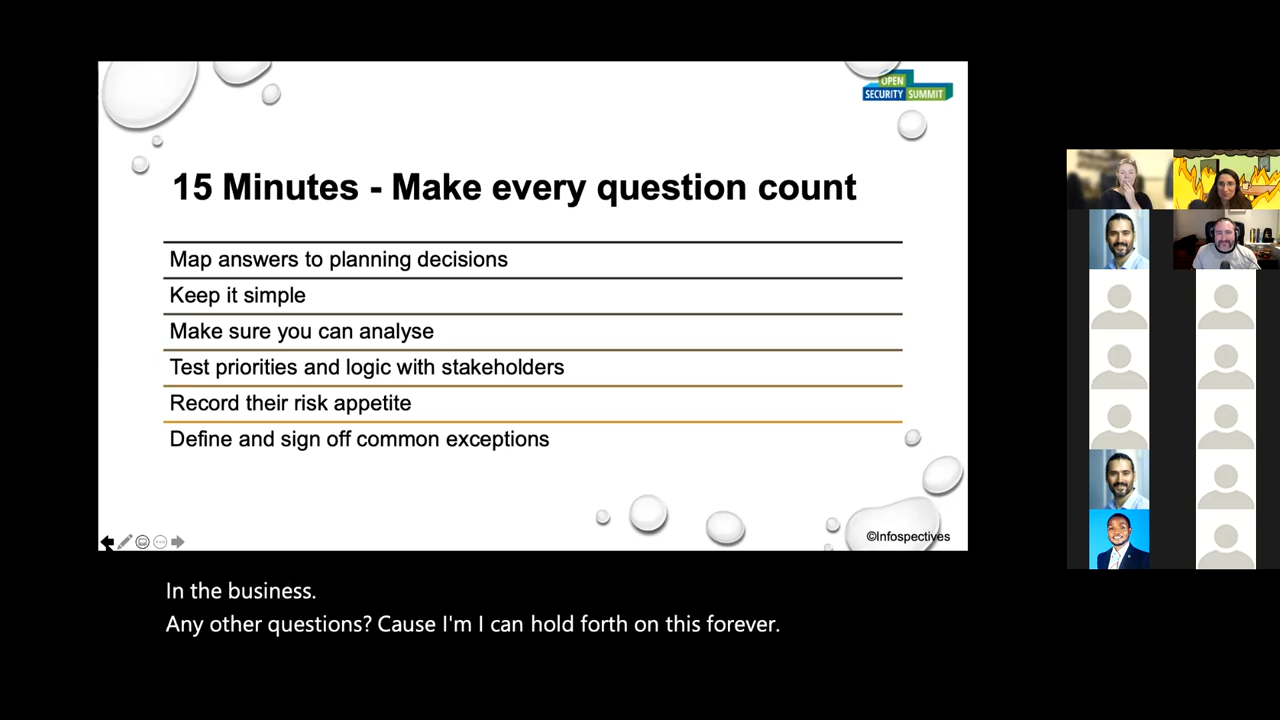 OPEN
SECURITY SUMMIT
15 Minutes - Make every question count
Map answers to planning decisions
Keep it simple
Make sure you can analyse
Test priorities and logic with stakeholders
Record their risk appetite
Define and sign off common exceptions
©Infospectives
In the business.
Any other questions? Cause I'm I can hold forth on this forever.